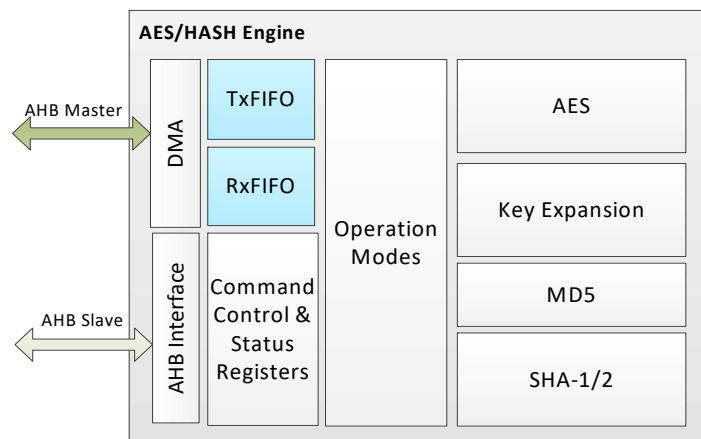 AES/HASH Engine
AHB Master
DMA
TxFIFO
RxFIFO
AHB Slave
AHB Interface
Command
Control &
Status
Registers
Operation
Modes
AES
Key Expansion
MD5
SHA-1/2